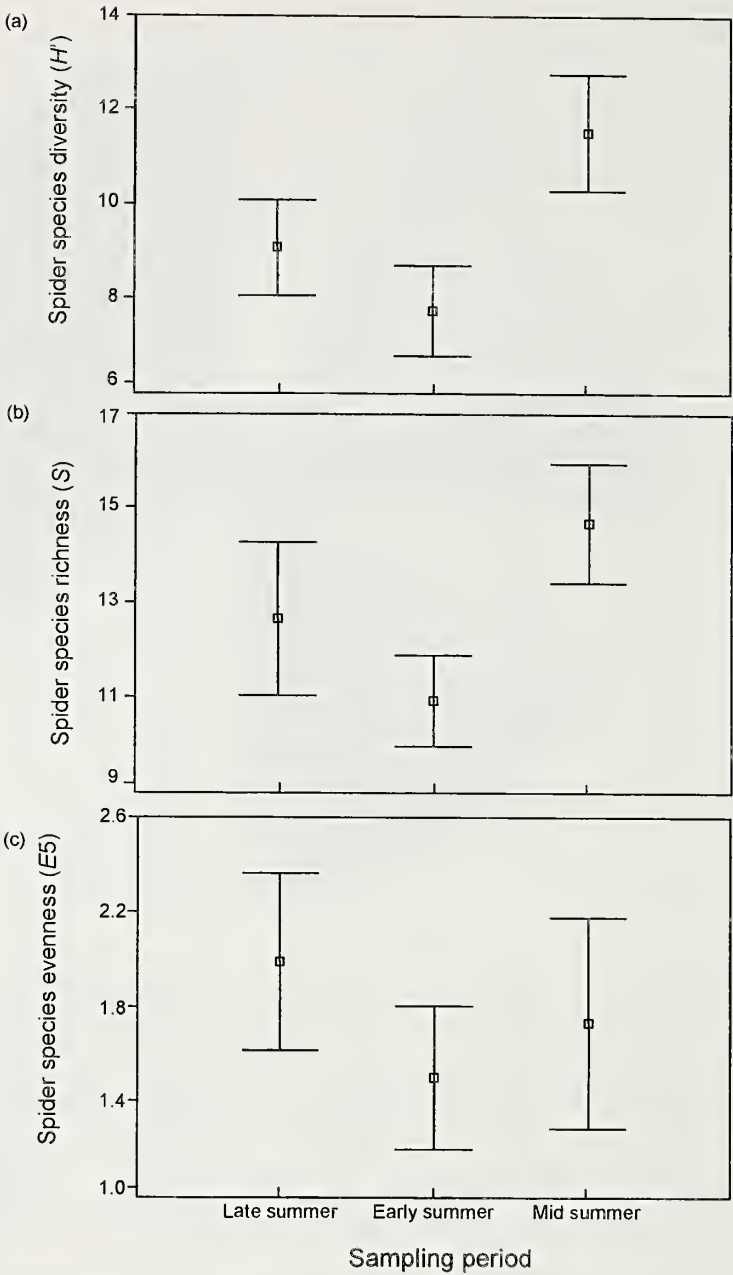 (a)
Spider species diversity (H')
14
12
10
8
6
(b)
Spider species richness (S)
17
15
13
11
9
(c)
Spider species evenness (E5)
2.6
2.2
1.8
1.4
1.0
Late summer Early summer Mid summer
Sampling period